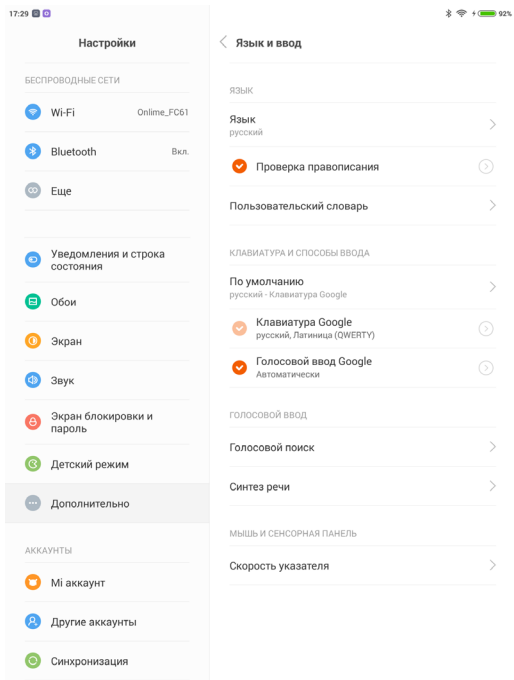 17:29
92%
Настройки
БЕСПРОВОДНЫЕ СЕТИ
Wi-Fi
Onlime_FC61
Bluetooth
Вкл.
Еще
Уведомления и строка
состояния
Обои
Экран
Звук
Экран блокировки и
пароль
Детский режим
Дополнительно
АККАУНТЫ
Mi аккаунт
Другие аккаунты
Синхронизация
Язык и ввод
ЯЗЫК
Язык
русский
Проверка правописания
Пользовательский словарь
КЛАВИАТУРА И СПОСОБЫ ВВОДА
По умолчанию
русский - Клавиатура Google
Клавиатура Google
русский, Латиница (QWERTY)
Голосовой ввод Google
Автоматически
ГОЛОСОВОЙ ВВОД
Голосовой поиск
Синтез речи
МЫШЬ И СЕНСОРНАЯ ПАНЕЛЬ
Скорость указателя